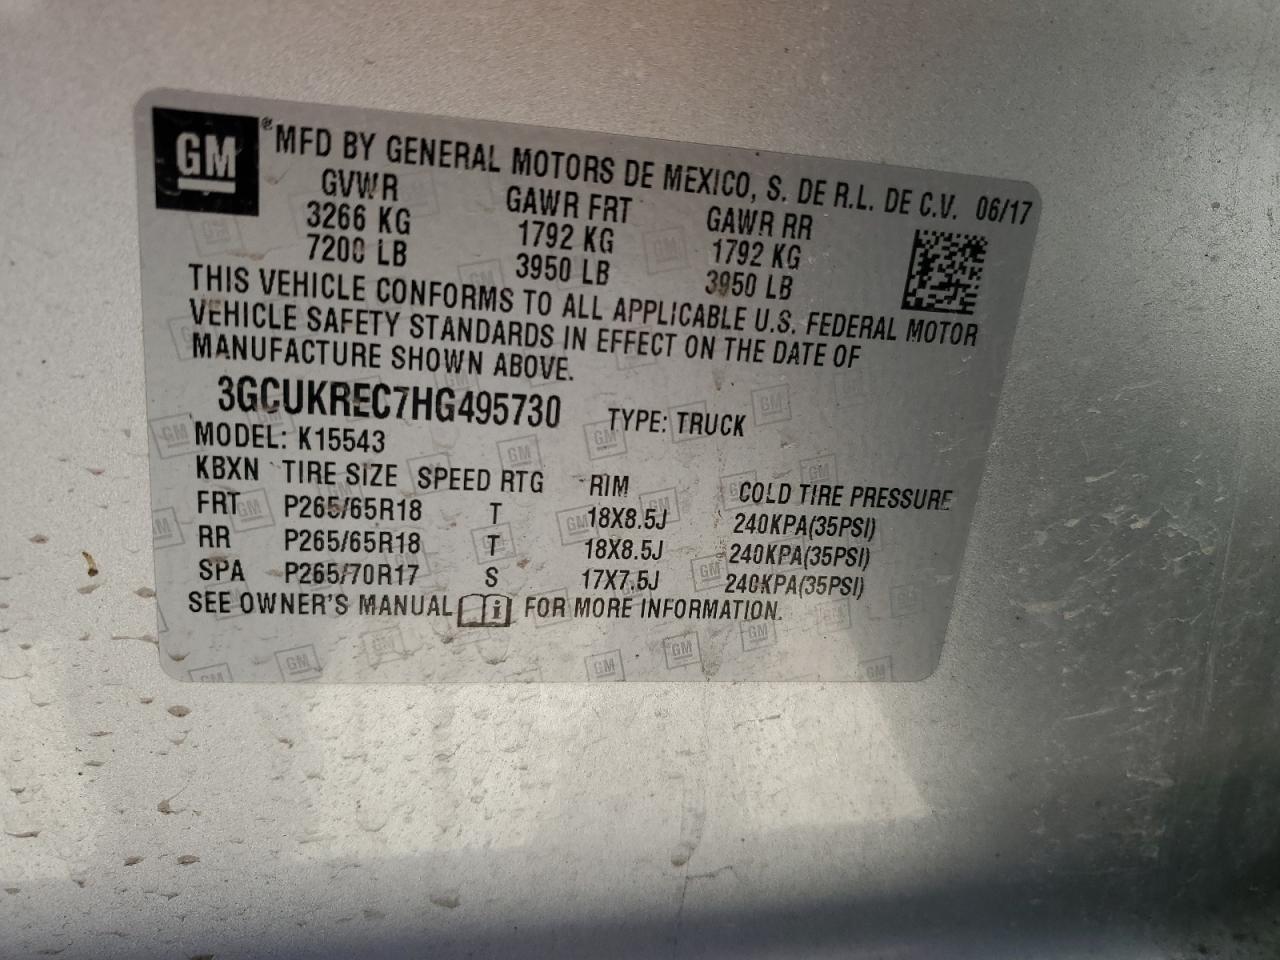 GM ® MFD BY GENERAL MOTORS DE MEXICO, S. DE R.L. DE C.V. 06/17
GVWR GAWR FRT GAWR RR
3266 KG 1792 KG 1792 KG
7200 LB 3950 LB 3950 LB
THIS VEHICLE CONFORMS TO ALL APPLICABLE U.S. FEDERAL MOTOR
VEHICLE SAFETY STANDARDS IN EFFECT ON THE DATE OF
MANUFACTURE SHOWN ABOVE.
3GCUKREC7HG495730 TYPE: TRUCK
MODEL: K15543
KBXN TIRE SIZE SPEED RTG RIM COLD TIRE PRESSURE
FRT P265/65R18 T 18X8.5J 240KPA(35PSI)
RR P265/65R18 T 18X8.5J 240KPA(35PSI)
SPA P265/70R17 S 17X7.5J 240KPA(35PSI)
SEE OWNER'S MANUAL i FOR MORE INFORMATION.